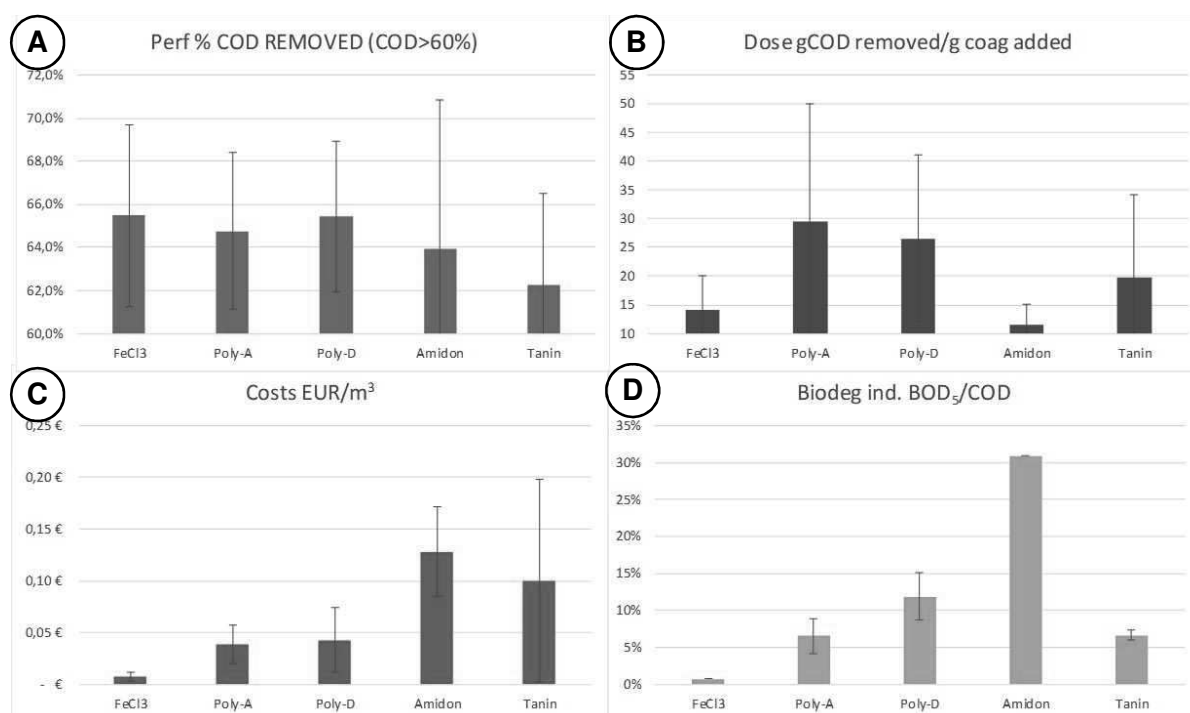 A
Perf % COD REMOVED (COD>60%)
72,0%
70,0%
68,0%
66,0%
64,0%
62,0%
60,0%
FeCl3 Poly-A Poly-D Amidon Tanin
B
Dose gCOD removed/g coag added
55
50
45
40
35
30
25
20
15
10
FeCl3 Poly-A Poly-D Amidon Tanin
C
Costs EUR/m³
0,25 €
0,20 €
0,15 €
0,10 €
0,05 €
- €
FeCl3 Poly-A Poly-D Amidon Tanin
D
Biodeg ind. BOD₅/COD
35%
30%
25%
20%
15%
10%
5%
0%
FeCl3 Poly-A Poly-D Amidon Tanin